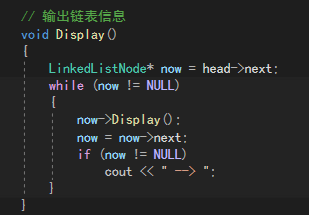 // 输出链表信息
void Display()
{
LinkedListNode* now = head->next;
while (now != NULL)
{
now->Display();
now = now->next;
if (now != NULL)
cout << " --> ";
}
}